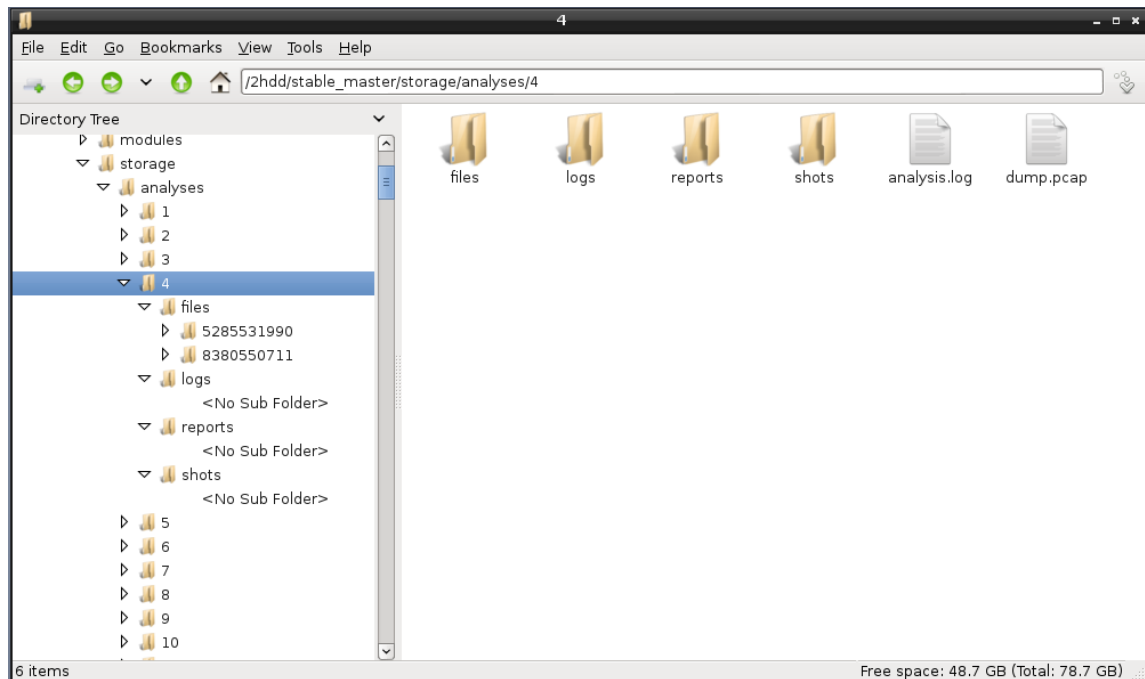 4
File Edit Go Bookmarks View Tools Help
/2hdd/stable_master/storage/analyses/4
Directory Tree
modules
storage
analyses
1
2
3
4
files
5285531990
8380550711
logs
<No Sub Folder>
reports
<No Sub Folder>
shots
<No Sub Folder>
5
6
7
8
9
10
files logs reports shots analysis.log dump.pcap
6 items Free space: 48.7 GB (Total: 78.7 GB)